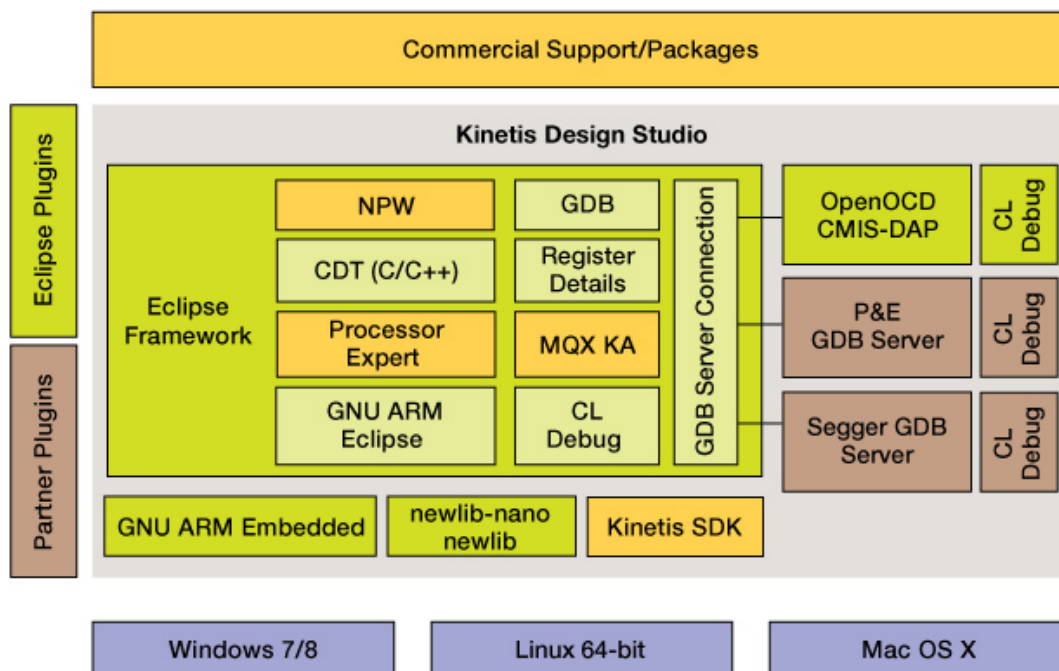 Commercial Support/Packages
Eclipse Plugins
Partner Plugins
Kinetis Design Studio
Eclipse
Framework
NPW
CDT (C/C++)
Processor
Expert
GNU ARM
Eclipse
GDB
Register
Details
MQX KA
CL
Debug
GDB Server Connection
OpenOCD
CMIS-DAP
CL
Debug
P&E
GDB Server
CL
Debug
Segger GDB
Server
CL
Debug
GNU ARM Embedded
newlib-nano
newlib
Kinetis SDK
Windows 7/8
Linux 64-bit
Mac OS X